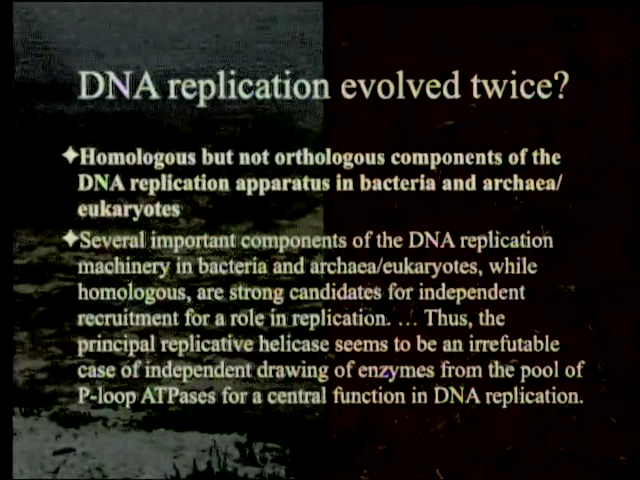 DNA replication evolved twice?
✦Homologous but not orthologous components of the
DNA replication apparatus in bacteria and archaea/
eukaryotes
✦Several important components of the DNA replication
machinery in bacteria and archaea/eukaryotes, while
homologous, are strong candidates for independent
recruitment for a role in replication. … Thus, the
principal replicative helicase seems to be an irrefutable
case of independent drawing of enzymes from the pool of
P-loop ATPases for a central function in DNA replication.